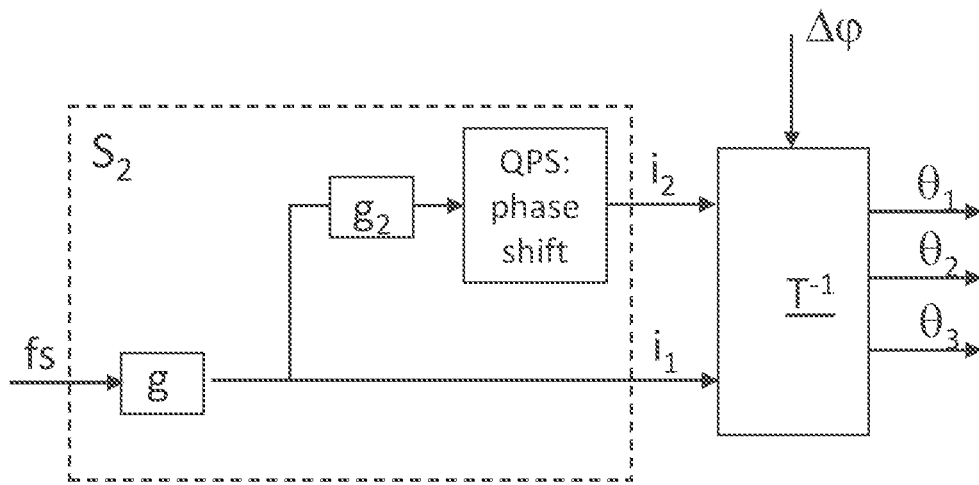 Δφ
S₂
QPS:
phase
shift
g₂
i₂
θ₁
θ₂
T⁻¹
θ₃
fs
g
i₁